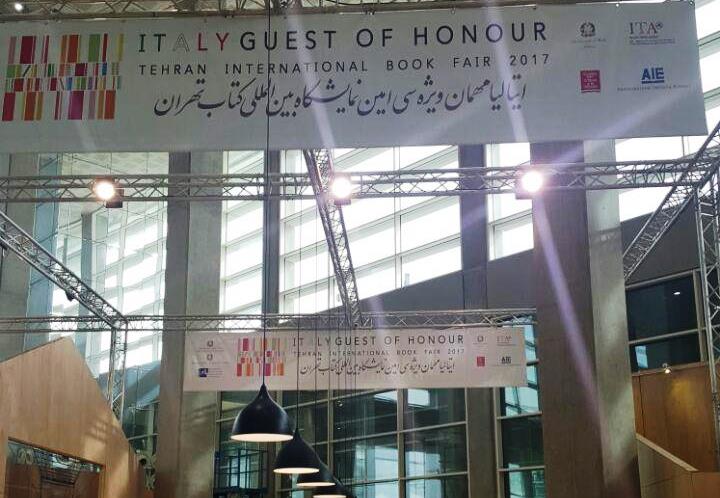 ITALY GUEST OF HONOUR
TEHRAN INTERNATIONAL BOOK FAIR 2017
ایتالیا مهمان ویژه سی امین نمایشگاه بین‌المللی کتاب تهران
ITA
AIE
ITALY GUEST OF HONOUR
TEHRAN INTERNATIONAL BOOK FAIR 2017
ایتالیا مهمان ویژه سی امین نمایشگاه بین‌المللی کتاب تهران
ITA
AIE